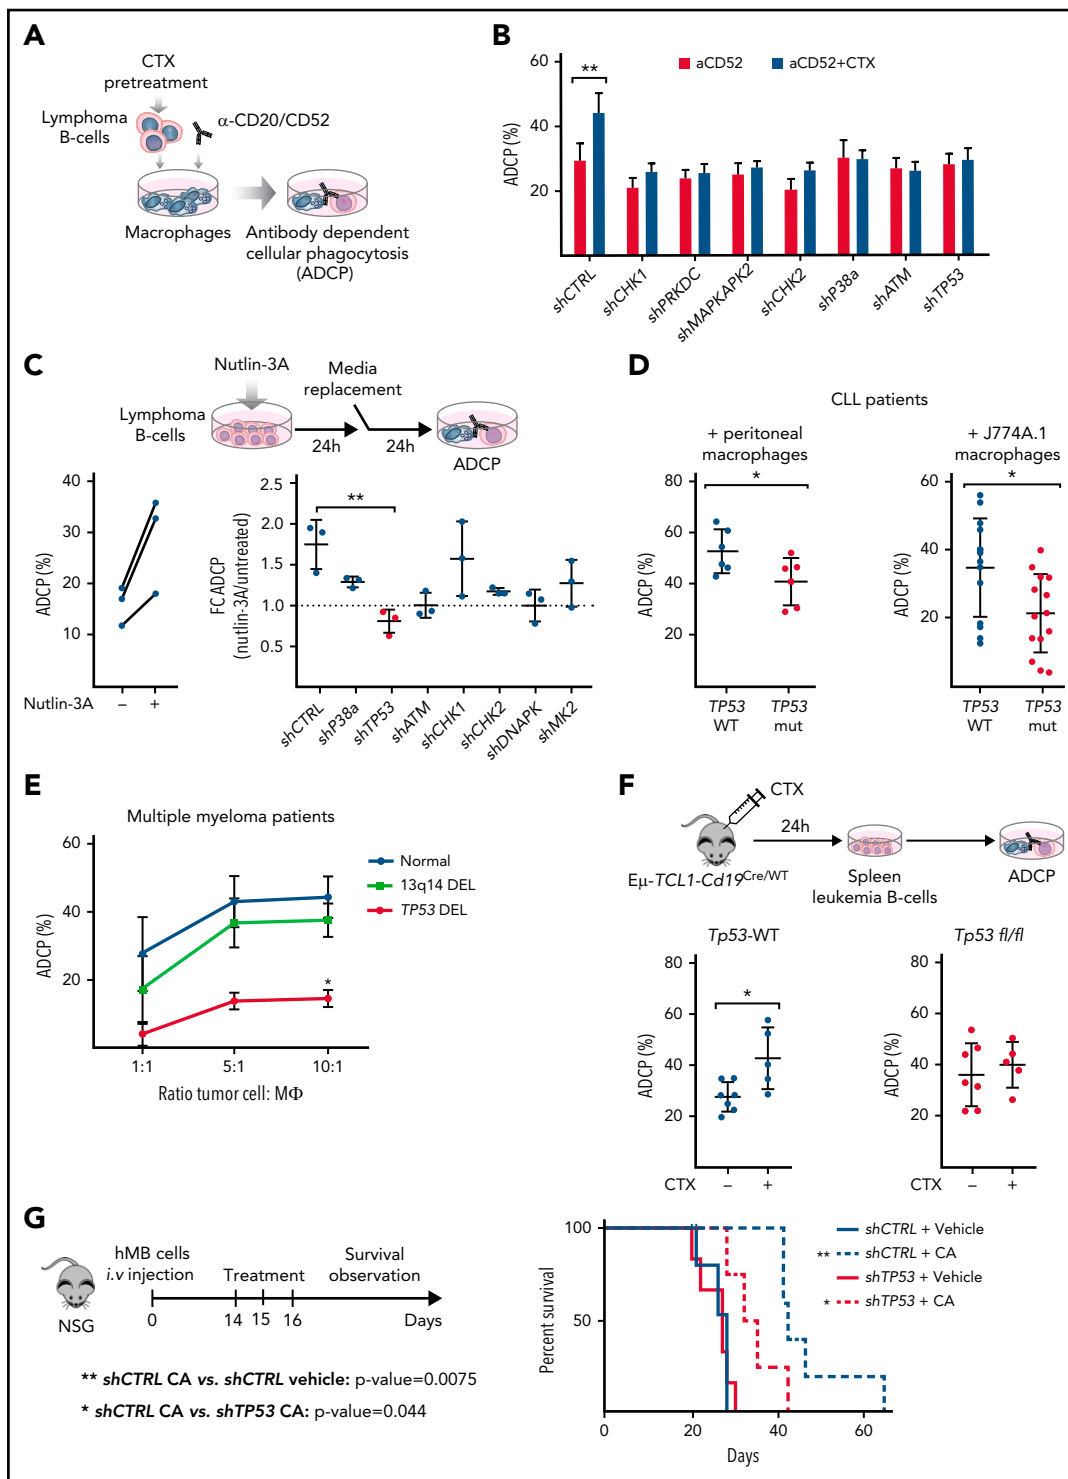 A
CTX
pretreatment
Lymphoma
B-cells
α-CD20/CD52
Macrophages
Antibody dependent
cellular phagocytosis
(ADCP)
B
aCD52
aCD52+CTX
**
ADCP (%)
60
40
20
shCTRL
shCHK1
shPRKDC
shMAPKAPK2
shCHK2
shP38a
shATM
shTP53
C
Nutlin-3A
Media
replacement
Lymphoma
B-cells
24h
24h
ADCP
ADCP (%)
40
30
20
10
Nutlin-3A
–
+
FC ADCP
(nutlin-3A/untreated)
2.5
2.0
1.5
1.0
0.5
**
shCTRL
shP38a
shTP53
shATM
shCHK1
shCHK2
shDNAPK
shMK2
D
CLL patients
+ peritoneal
macrophages
*
ADCP (%)
80
60
40
20
TP53
WT
TP53
mut
+ J774A.1
macrophages
*
ADCP (%)
60
40
20
TP53
WT
TP53
mut
E
Multiple myeloma patients
ADCP (%)
60
40
20
Normal
13q14 DEL
TP53 DEL
*
1:1
5:1
10:1
Ratio tumor cell: MΦ
F
CTX
24h
Eμ-TCL1-Cd19Cre/WT
Spleen
leukemia B-cells
ADCP
Tp53-WT
ADCP (%)
80
60
40
20
*
CTX
–
+
Tp53 fl/fl
ADCP (%)
80
60
40
20
CTX
–
+
G
hMB cells
i.v injection
Treatment
Survival
observation
NSG
0
14
15
16
Days
** shCTRL CA vs. shCTRL vehicle: p-value=0.0075
* shCTRL CA vs. shTP53 CA: p-value=0.044
Percent survival
100
50
0
20
40
60
Days
shCTRL + Vehicle
** shCTRL + CA
shTP53 + Vehicle
* shTP53 + CA